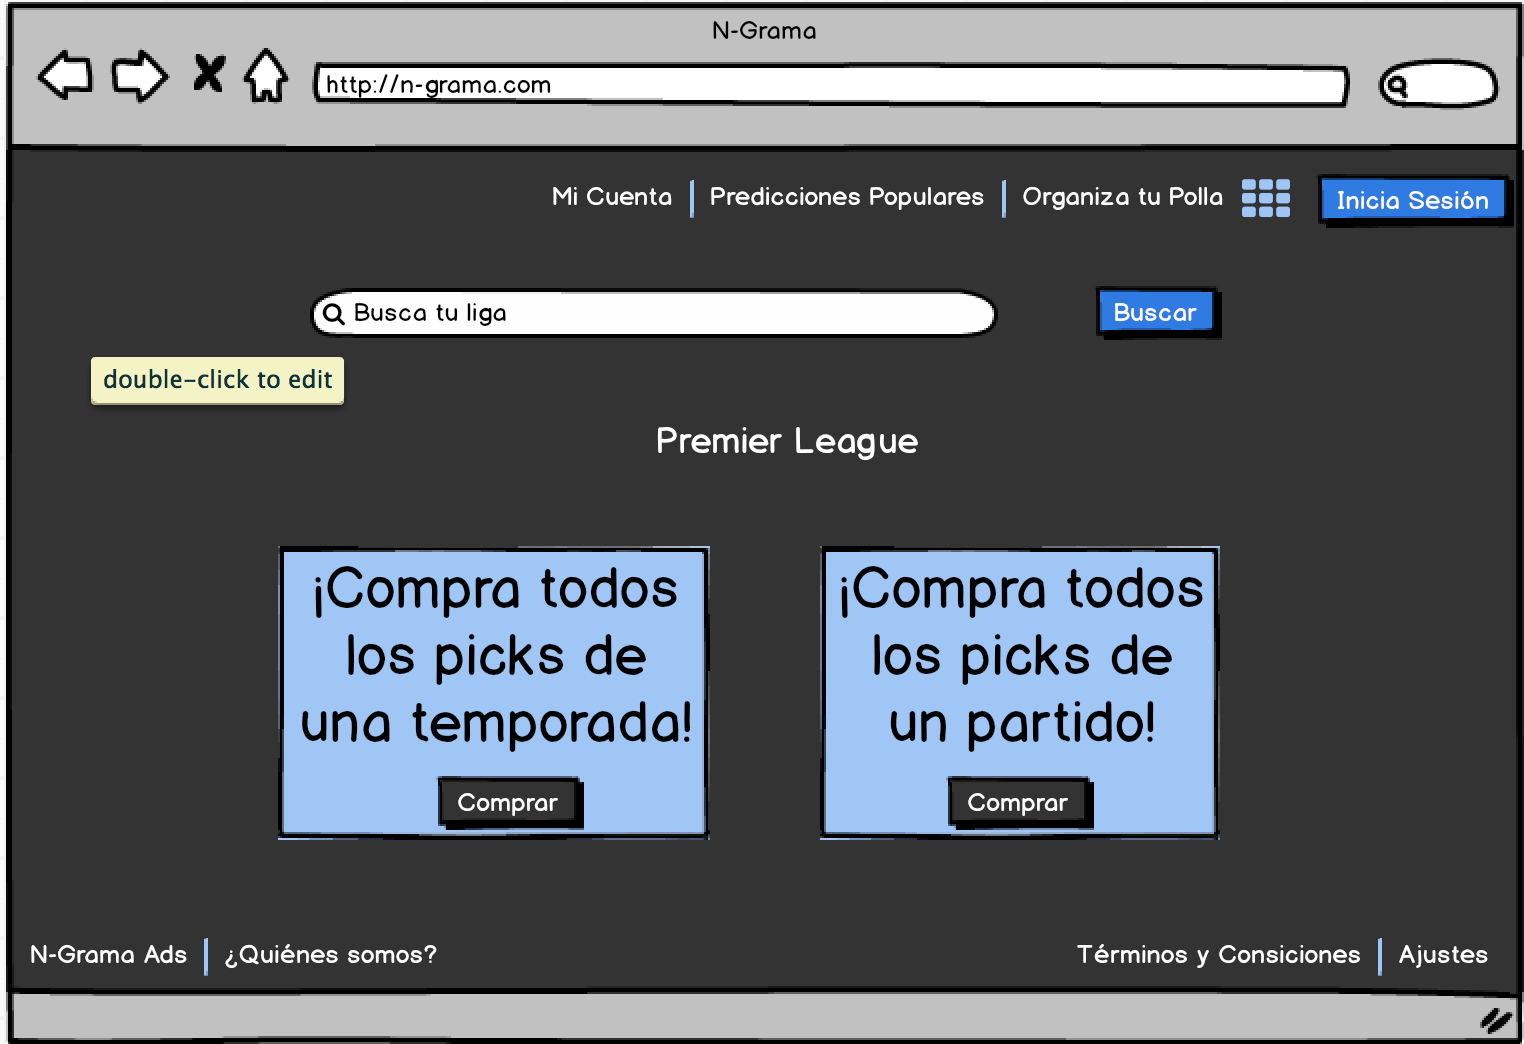 N-Grama
http://n-grama.com
Mi Cuenta Predicciones Populares Organiza tu Polla Inicia Sesión
Busca tu liga Buscar
double-click to edit
Premier League
¡Compra todos
los picks de
una temporada!
Comprar
¡Compra todos
los picks de
un partido!
Comprar
N-Grama Ads ¿Quiénes somos? Términos y Consiciones Ajustes